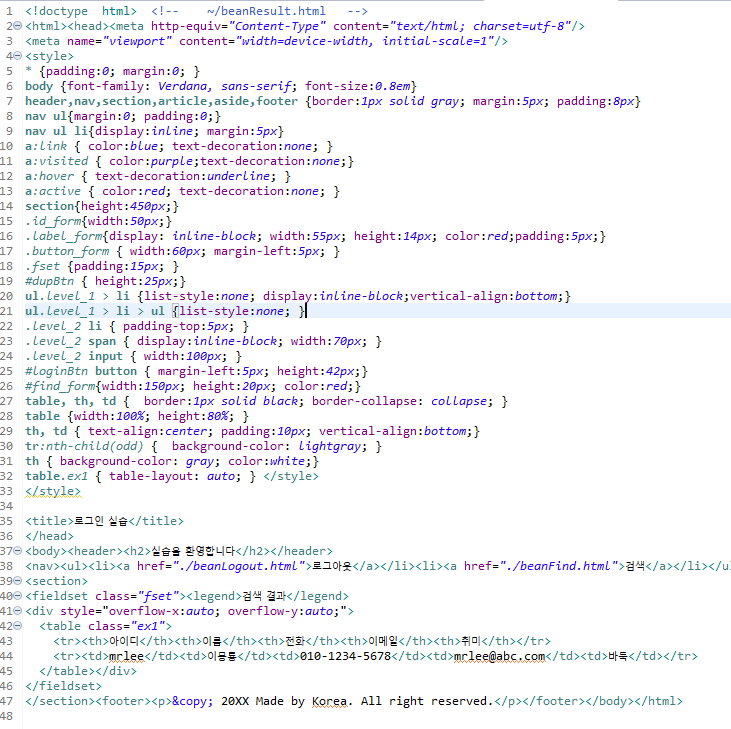 1 <!doctype  html>  <!--   ~/beanResult.html   -->
2 <html><head><meta http-equiv="Content-Type" content="text/html; charset=utf-8"/>
3 <meta name="viewport" content="width=device-width, initial-scale=1"/>
4 <style>
5 * {padding:0; margin:0; }
6 body {font-family: Verdana, sans-serif; font-size:0.8em}
7 header,nav,section,article,aside,footer {border:1px solid gray; margin:5px; padding:8px}
8 nav ul{margin:0; padding:0;}
9 nav ul li{display:inline; margin:5px}
10 a:link { color:blue; text-decoration:none; }
11 a:visited { color:purple;text-decoration:none;}
12 a:hover { text-decoration:underline; }
13 a:active { color:red; text-decoration:none; }
14 section{height:450px;}
15 .id_form{width:50px;}
16 .label_form{display: inline-block; width:55px; height:14px; color:red;padding:5px;}
17 .button_form { width:60px; margin-left:5px; }
18 .fset {padding:15px; }
19 #dupBtn { height:25px;}
20 ul.level_1 > li {list-style:none; display:inline-block;vertical-align:bottom;}
21 ul.level_1 > li > ul {list-style:none; }
22 .level_2 li { padding-top:5px; }
23 .level_2 span { display:inline-block; width:70px; }
24 .level_2 input { width:100px; }
25 #loginBtn button { margin-left:5px; height:42px;}
26 #find_form{width:150px; height:20px; color:red;}
27 table, th, td {  border:1px solid black; border-collapse: collapse; }
28 table {width:100%; height:80%; }
29 th, td { text-align:center; padding:10px; vertical-align:bottom;}
30 tr:nth-child(odd) {  background-color: lightgray; }
31 th { background-color: gray; color:white;}
32 table.ex1 { table-layout: auto; } </style>
33 </style>
34
35 <title>로그인 실습</title>
36 </head>
37 <body><header><h2>실습을 환영합니다</h2></header>
38 <nav><ul><li><a href="./beanLogout.html">로그아웃</a></li><li><a href="./beanFind.html">검색</a></li></u
39 <section>
40 <fieldset class="fset"><legend>검색 결과</legend>
41 <div style="overflow-x:auto; overflow-y:auto;">
42   <table class="ex1">
43     <tr><th>아이디</th><th>이름</th><th>전화</th><th>이메일</th><th>취미</th></tr>
44     <tr><td>mrlee</td><td>이몽룡</td><td>010-1234-5678</td><td>mrlee@abc.com</td><td>바둑</td></tr>
45   </table></div>
46 </fieldset>
47 </section><footer><p>&copy; 20XX Made by Korea. All right reserved.</p></footer></body></html>
48